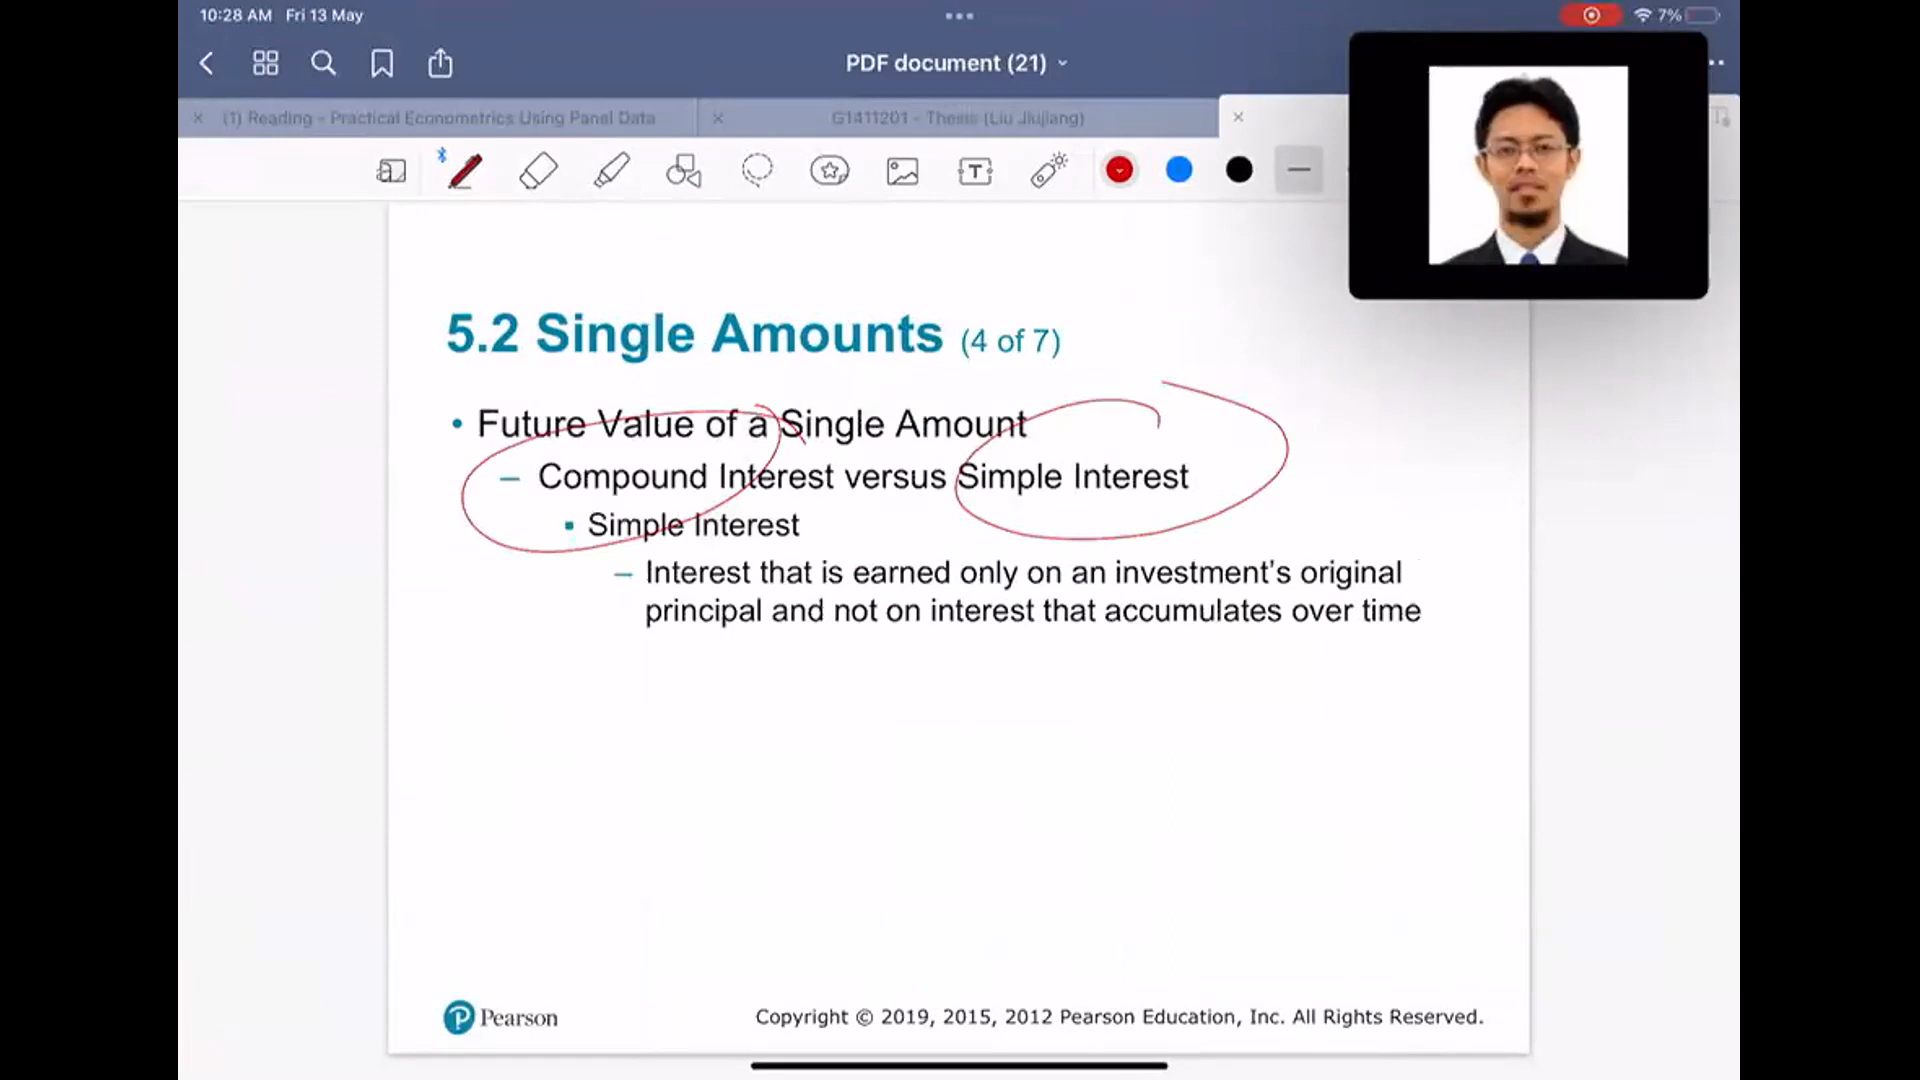 10:28 AM Fri 13 May
7%
PDF document (21)
(1) Reading - Practical Econometrics Using Panel Data
G1411201 - Thesis (Liu Jiujiang)
T
5.2 Single Amounts (4 of 7)
• Future Value of a Single Amount
– Compound Interest versus Simple Interest
▪ Simple Interest
– Interest that is earned only on an investment’s original
principal and not on interest that accumulates over time
P Pearson
Copyright © 2019, 2015, 2012 Pearson Education, Inc. All Rights Reserved.